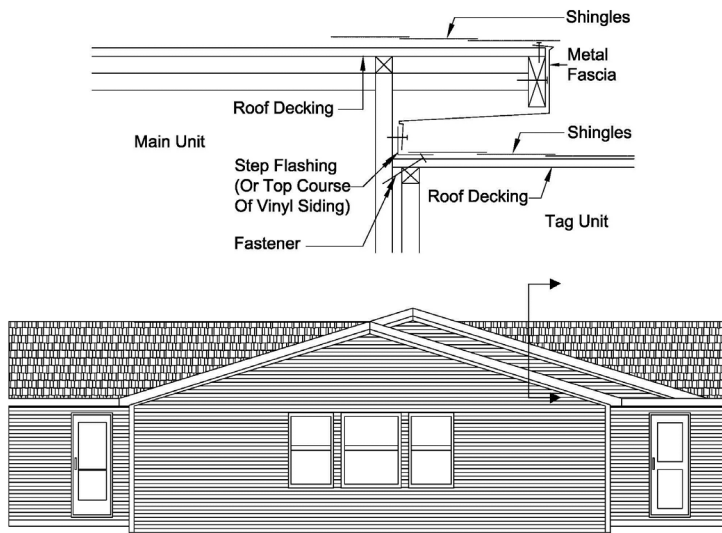 Shingles
Metal
Fascia
Roof Decking
Main Unit
Shingles
Step Flashing
(Or Top Course
Of Vinyl Siding)
Roof Decking
Tag Unit
Fastener